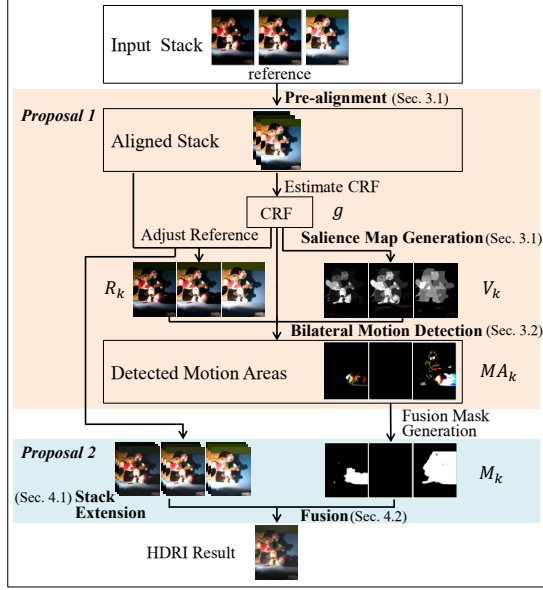 Input Stack
reference
Pre-alignment (Sec. 3.1)
Proposal 1
Aligned Stack
Estimate CRF
CRF
g
Adjust Reference
Salience Map Generation(Sec. 3.1)
R_k
V_k
Bilateral Motion Detection (Sec. 3.2)
Detected Motion Areas
MA_k
Fusion Mask
Generation
Proposal 2
M_k
(Sec. 4.1) Stack
Extension
Fusion(Sec. 4.2)
HDRI Result